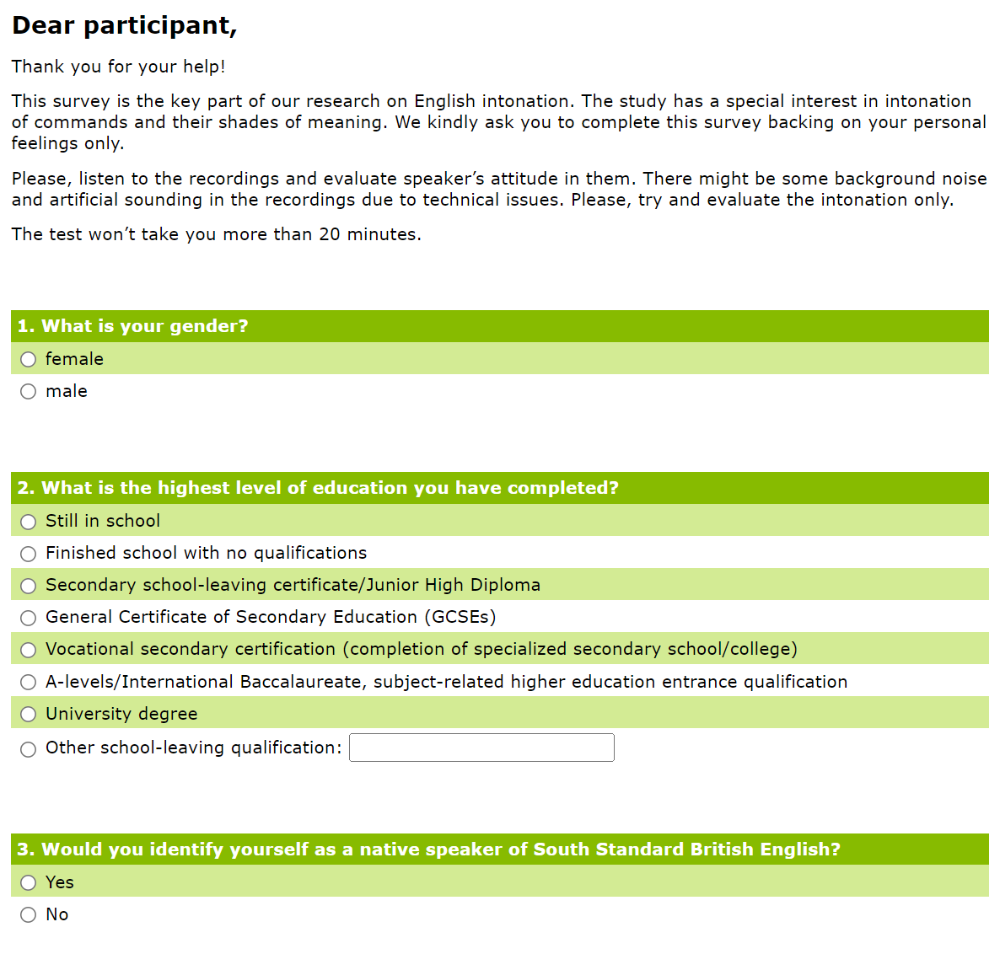 Dear participant,
Thank you for your help!
This survey is the key part of our research on English intonation. The study has a special interest in intonation
of commands and their shades of meaning. We kindly ask you to complete this survey backing on your personal
feelings only.
Please, listen to the recordings and evaluate speaker’s attitude in them. There might be some background noise
and artificial sounding in the recordings due to technical issues. Please, try and evaluate the intonation only.
The test won’t take you more than 20 minutes.
1. What is your gender?
female
male
2. What is the highest level of education you have completed?
Still in school
Finished school with no qualifications
Secondary school-leaving certificate/Junior High Diploma
General Certificate of Secondary Education (GCSEs)
Vocational secondary certification (completion of specialized secondary school/college)
A-levels/International Baccalaureate, subject-related higher education entrance qualification
University degree
Other school-leaving qualification:
3. Would you identify yourself as a native speaker of South Standard British English?
Yes
No